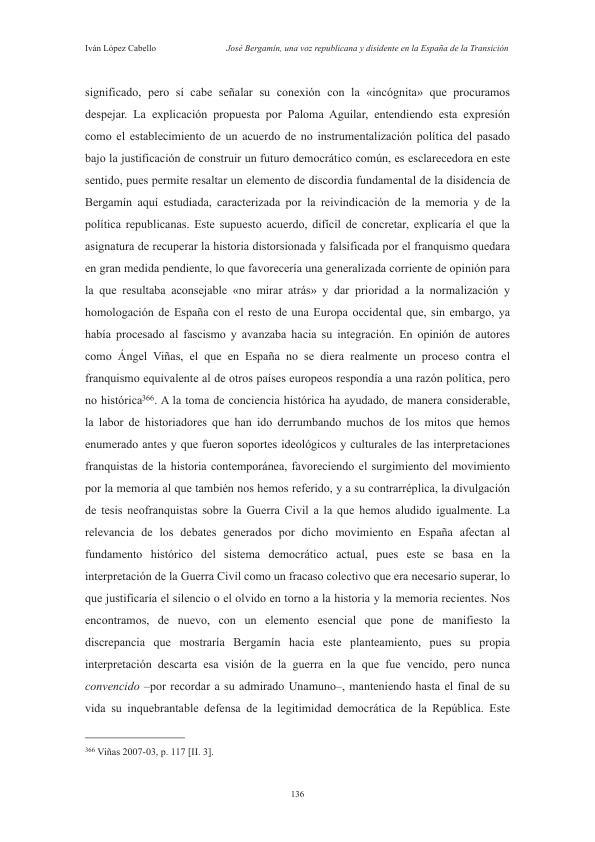 Iván López Cabello José Bergamín, una voz republicana y disidente en la España de la Transición
significado, pero sí cabe señalar su conexión con la «incógnita» que procuramos
despejar. La explicación propuesta por Paloma Aguilar, entendiendo esta expresión
como el establecimiento de un acuerdo de no instrumentalización política del pasado
bajo la justificación de construir un futuro democrático común, es esclarecedora en este
sentido, pues permite resaltar un elemento de discordia fundamental de la disidencia de
Bergamín aquí estudiada, caracterizada por la reivindicación de la memoria y de la
política republicanas. Este supuesto acuerdo, difícil de concretar, explicaría el que la
asignatura de recuperar la historia distorsionada y falsificada por el franquismo quedara
en gran medida pendiente, lo que favorecería una generalizada corriente de opinión para
la que resultaba aconsejable «no mirar atrás» y dar prioridad a la normalización y
homologación de España con el resto de una Europa occidental que, sin embargo, ya
había procesado al fascismo y avanzaba hacia su integración. En opinión de autores
como Ángel Viñas, el que en España no se diera realmente un proceso contra el
franquismo equivalente al de otros países europeos respondía a una razón política, pero
no histórica366. A la toma de conciencia histórica ha ayudado, de manera considerable,
la labor de historiadores que han ido derrumbando muchos de los mitos que hemos
enumerado antes y que fueron soportes ideológicos y culturales de las interpretaciones
franquistas de la historia contemporánea, favoreciendo el surgimiento del movimiento
por la memoria al que también nos hemos referido, y a su contrarréplica, la divulgación
de tesis neofranquistas sobre la Guerra Civil a la que hemos aludido igualmente. La
relevancia de los debates generados por dicho movimiento en España afectan al
fundamento histórico del sistema democrático actual, pues este se basa en la
interpretación de la Guerra Civil como un fracaso colectivo que era necesario superar, lo
que justificaría el silencio o el olvido en torno a la historia y la memoria recientes. Nos
encontramos, de nuevo, con un elemento esencial que pone de manifiesto la
discrepancia que mostraría Bergamín hacia este planteamiento, pues su propia
interpretación descarta esa visión de la guerra en la que fue vencido, pero nunca
convencido –por recordar a su admirado Unamuno–, manteniendo hasta el final de su
vida su inquebrantable defensa de la legitimidad democrática de la República. Este
366 Viñas 2007-03, p. 117 [II. 3].
136